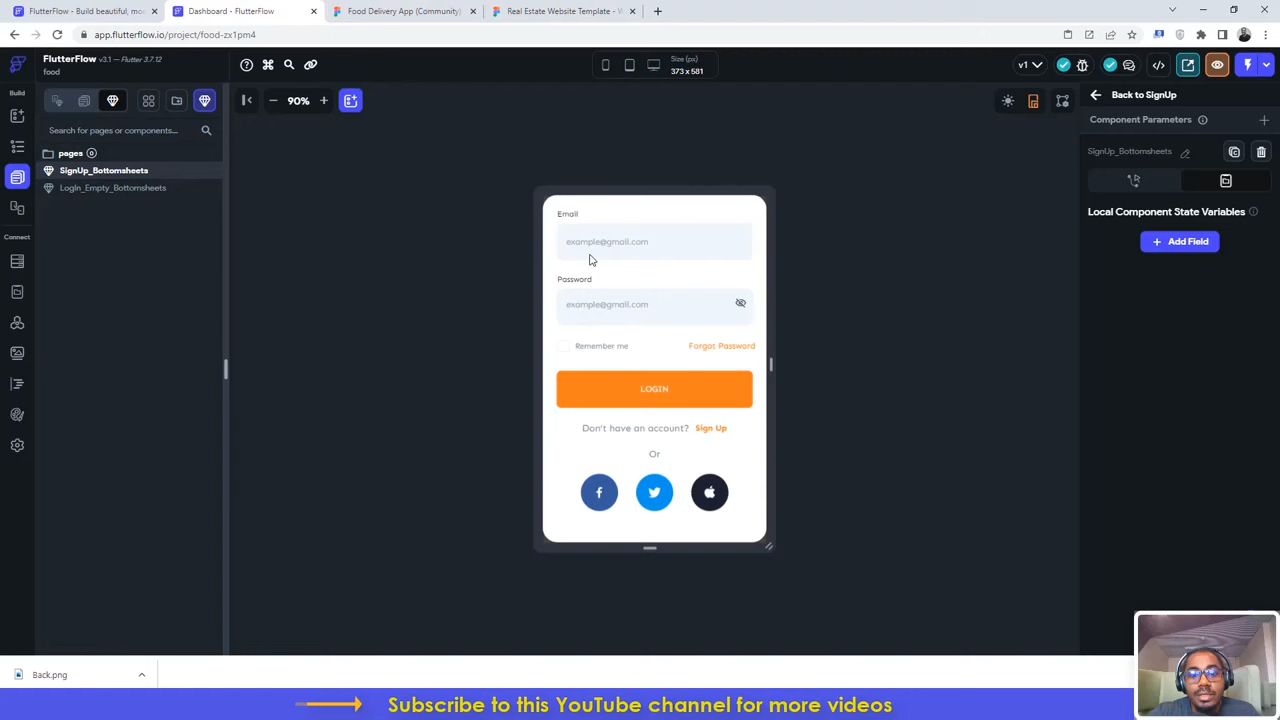 FlutterFlow - Build beautiful, mo
Dashboard - FlutterFlow
Food Delivery App (Community)
Real Estate Website Template - W
app.flutterflow.io/project/food-zx1pm4
FlutterFlow v3.1 — Flutter 3.7.12
food
Size (px)
373 x 581
v1
Build
90%
Back to SignUp
Search for pages or components...
Component Parameters
pages 0
SignUp_Bottomsheets
SignUp_Bottomsheets
LogIn_Empty_Bottomsheets
Local Component State Variables
Connect
+ Add Field
Email
example@gmail.com
Password
example@gmail.com
Remember me
Forgot Password
LOGIN
Don't have an account? Sign Up
Or
Back.png
Subscribe to this YouTube channel for more videos